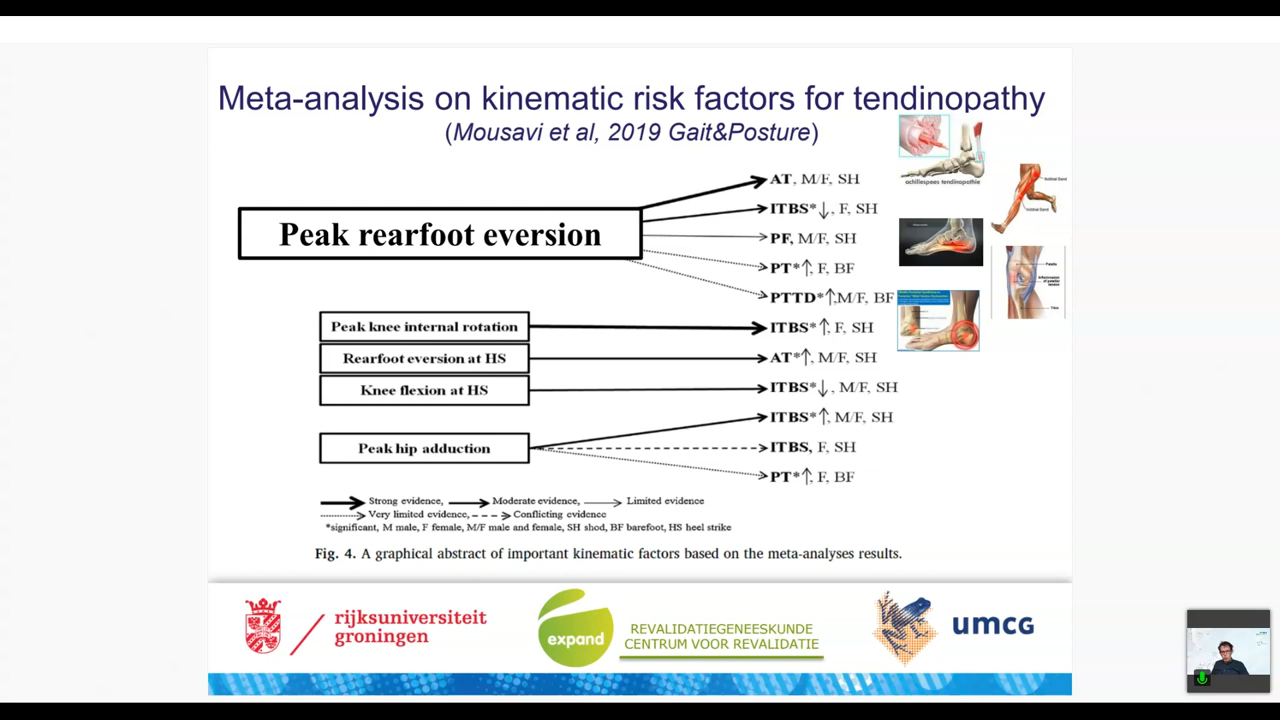 Meta-analysis on kinematic risk factors for tendinopathy
(Mousavi et al, 2019 Gait&Posture)
achillespees tendinopathie
Peak rearfoot eversion
AT, M/F, SH
ITBS*↓, F, SH
PF, M/F, SH
PT*↑, F, BF
PTTD*↑,M/F, BF
Peak knee internal rotation
ITBS*↑, F, SH
Rearfoot eversion at HS
AT*↑, M/F, SH
Knee flexion at HS
ITBS*↓, M/F, SH
ITBS*↑, M/F, SH
Peak hip adduction
ITBS, F, SH
PT*↑, F, BF
Strong evidence, Moderate evidence, Limited evidence
Very limited evidence, Conflicting evidence
*significant, M male, F female, M/F male and female, SH shod, BF barefoot, HS heel strike
Fig. 4. A graphical abstract of important kinematic factors based on the meta-analyses results.
rijksuniversiteit
groningen
expand
REVALIDATIEGENEESKUNDE
CENTRUM VOOR REVALIDATIE
umcg